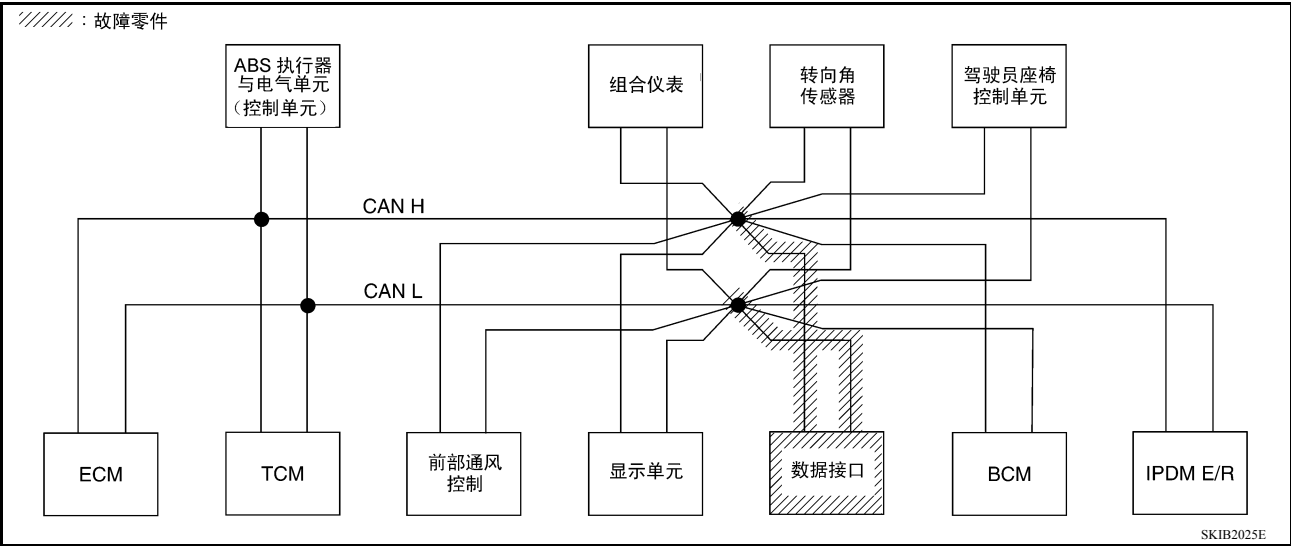 ：故障零件
ABS 执行器
与电气单元
（控制单元）
组合仪表
转向角
传感器
驾驶员座椅
控制单元
CAN H
CAN L
ECM
TCM
前部通风
控制
显示单元
数据接口
BCM
IPDM E/R
SKIB2025E